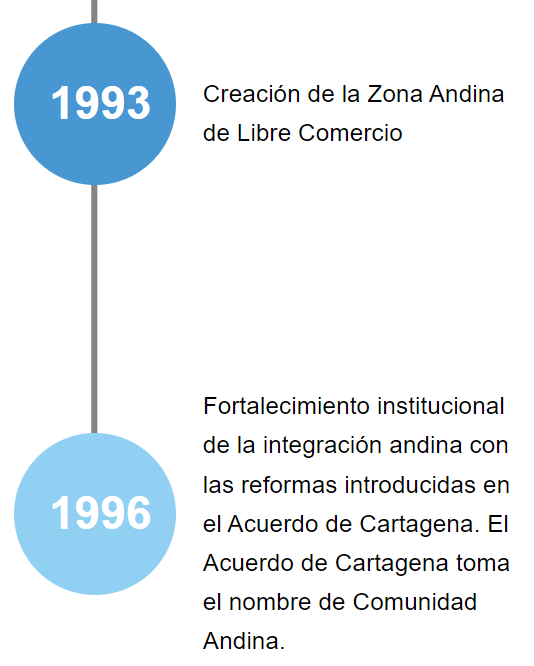 1993
Creación de la Zona Andina
de Libre Comercio
1996
Fortalecimiento institucional
de la integración andina con
las reformas introducidas en
el Acuerdo de Cartagena. El
Acuerdo de Cartagena toma
el nombre de Comunidad
Andina.